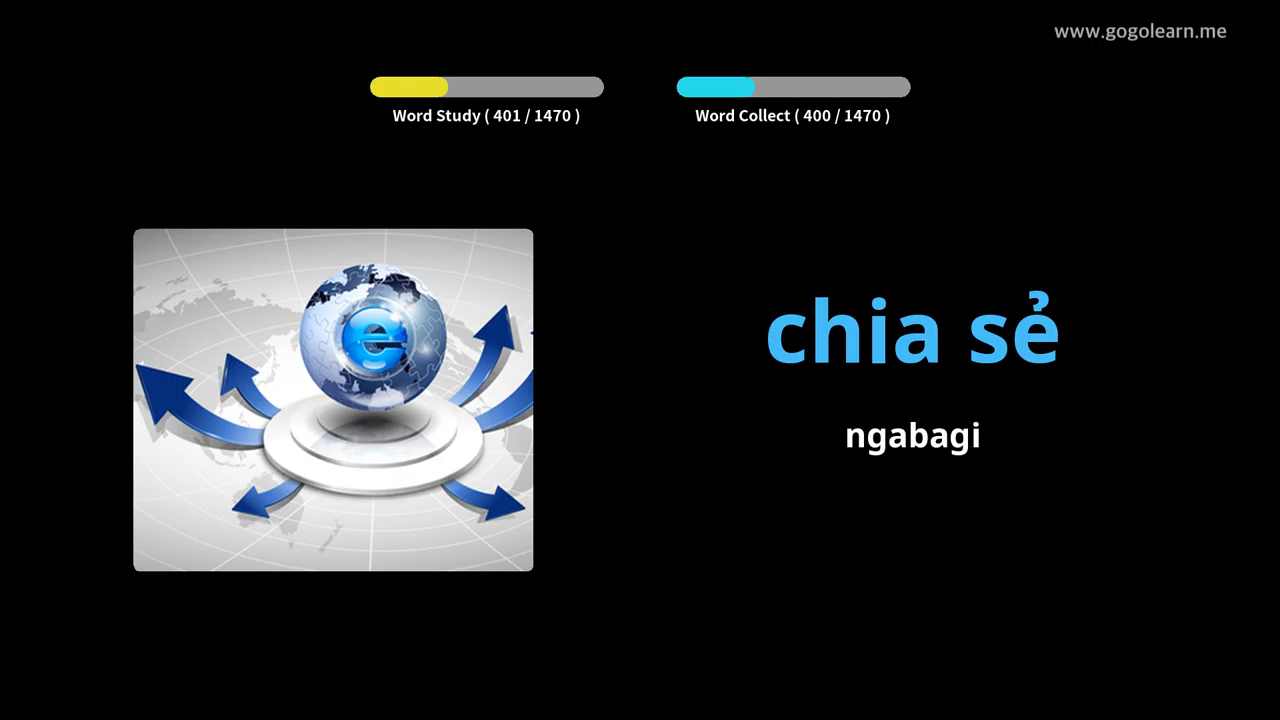 www.gogolearn.me
Word Study ( 401 / 1470 )
Word Collect ( 400 / 1470 )
e
chia sẻ
ngabagi